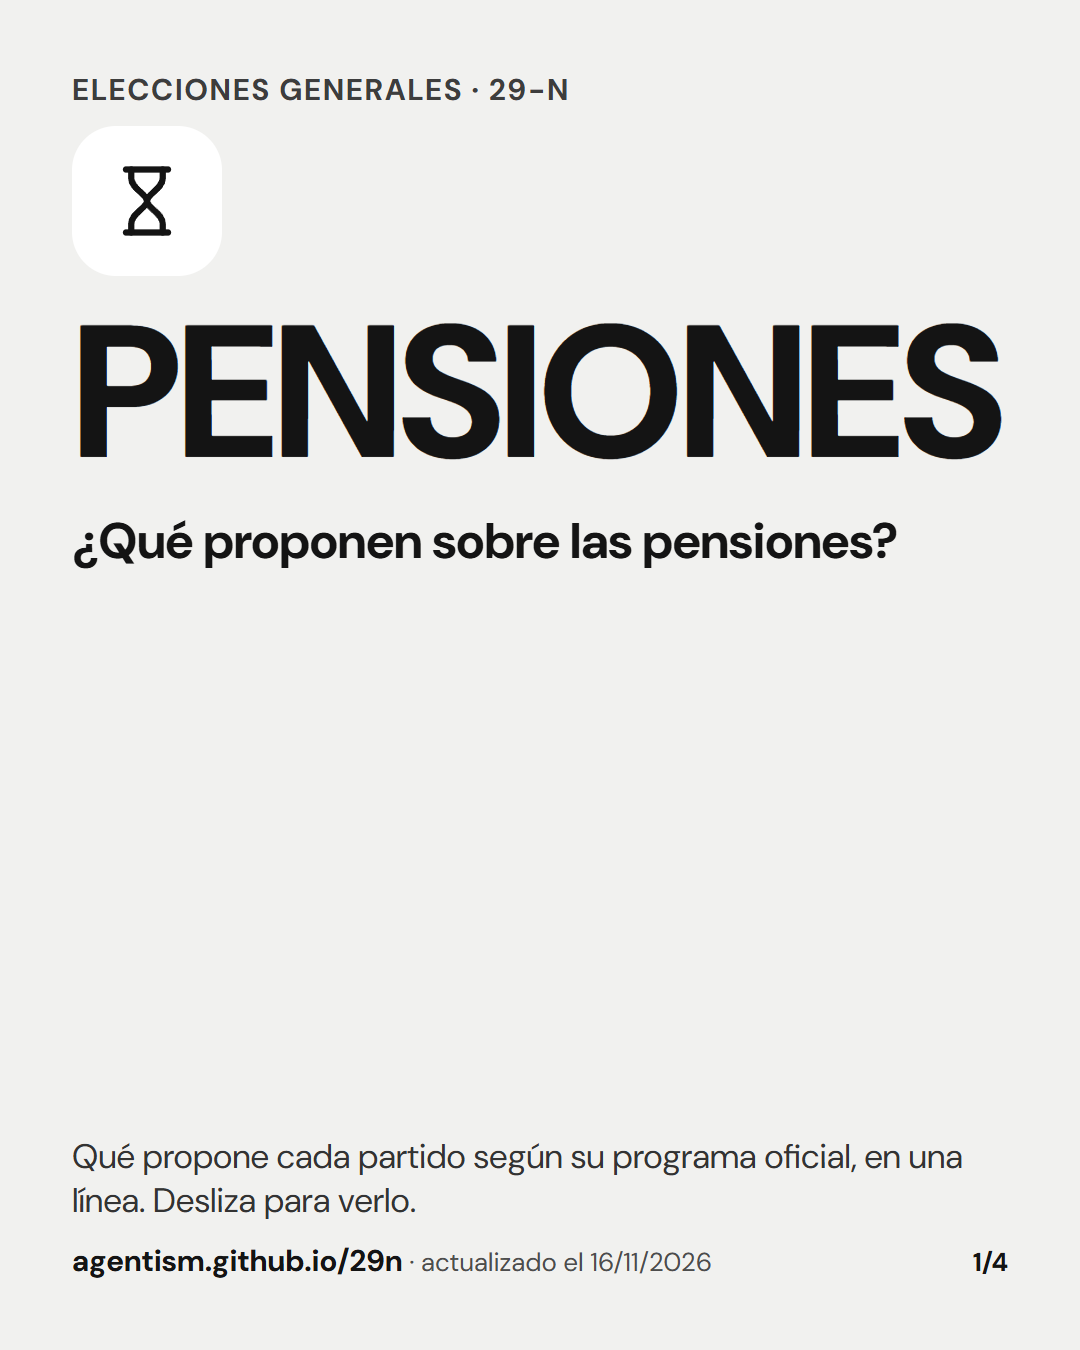 ELECCIONES GENERALES · 29-N
PENSIONES
¿Qué proponen sobre las pensiones?
Qué propone cada partido según su programa oficial, en una
línea. Desliza para verlo.
agentism.github.io/29n · actualizado el 16/11/2026
1/4